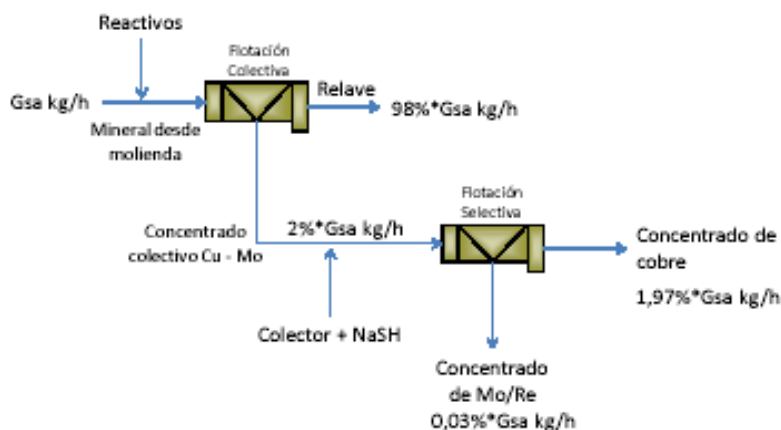 Reactivos
Flotación
Colectiva
Gsa kg/h
Relave
98%*Gsa kg/h
Mineral desde
molienda
Flotación
Selectiva
Concentrado
colectivo Cu - Mo
2%*Gsa kg/h
Concentrado de
cobre
1,97%*Gsa kg/h
Colector + NaSH
Concentrado
de Mo/Re
0,03%*Gsa kg/h